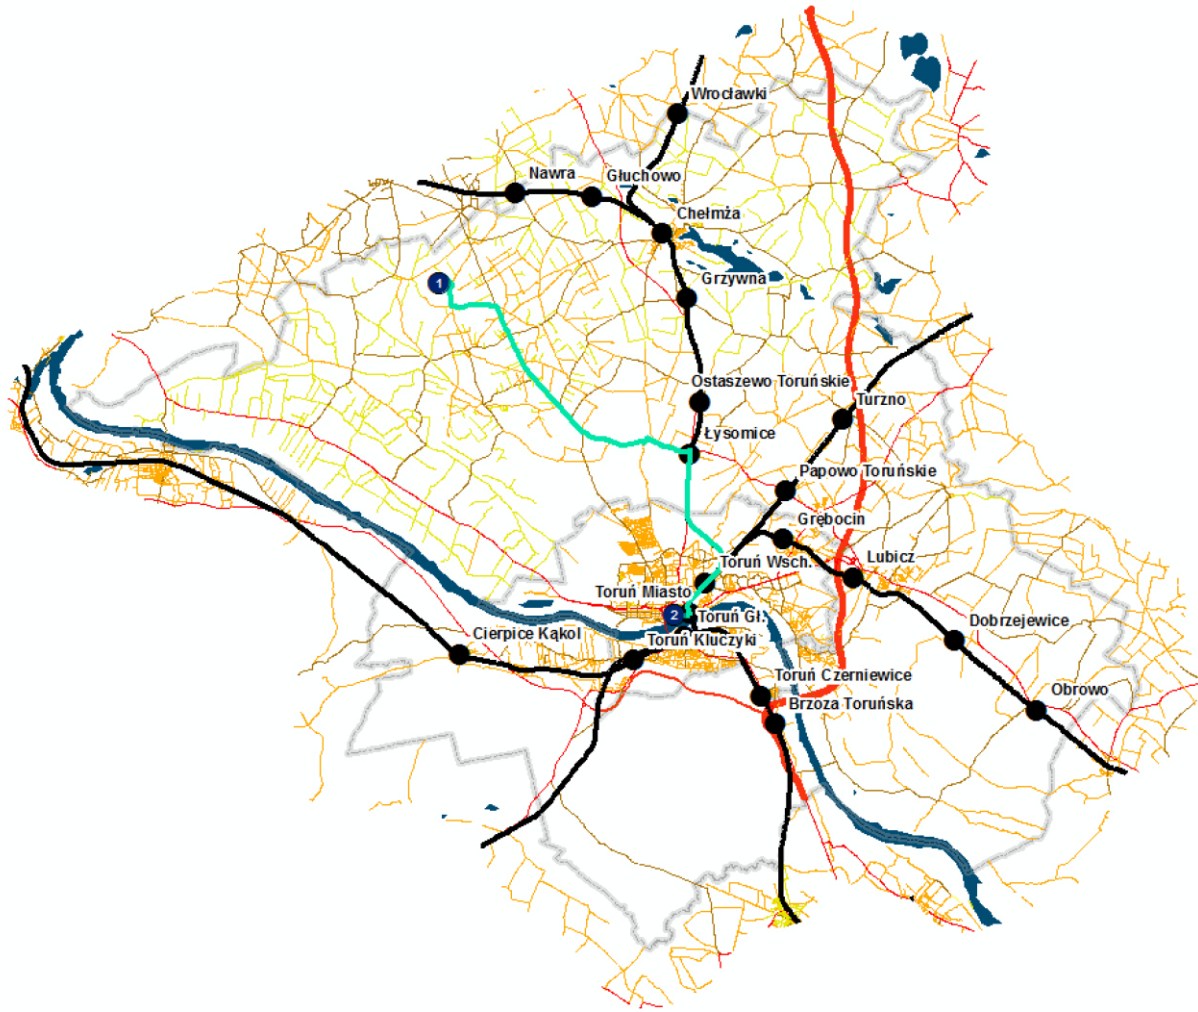 Wrocławki
Nawra
Głuchowo
Chełmża
1
Grzywna
Ostaszewo Toruńskie
Turzno
Łysomice
Papowo Toruńskie
Grębocin
Lubicz
Toruń Wsch.
Toruń Miasto
2
Toruń Gł.
Dobrzejewice
Cierpice Kąkol
Toruń Kluczyki
Toruń Czerniewice
Obrowo
Brzoza Toruńska